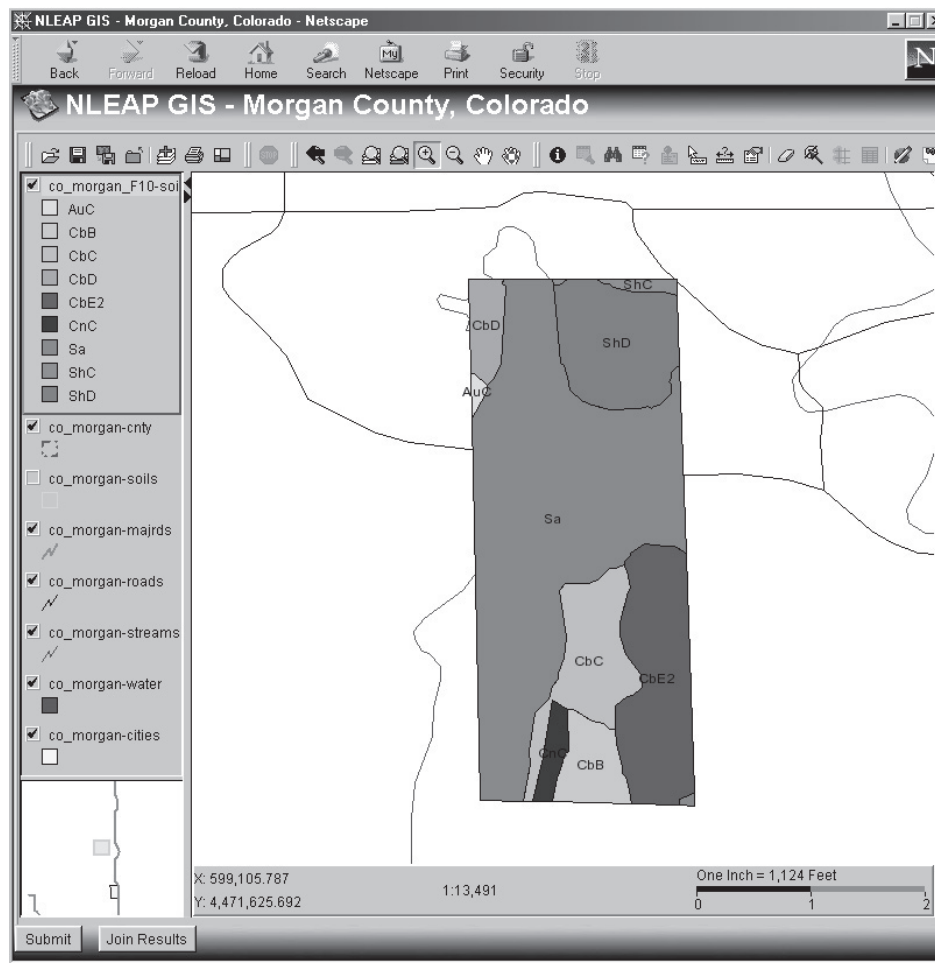 NLEAP GIS - Morgan County, Colorado - Netscape
Back Forward Reload Home Search Netscape Print Security Stop
My
N
NLEAP GIS - Morgan County, Colorado
co_morgan_F10-soi
AuC
CbB
CbC
CbD
CbE2
CnC
Sa
ShC
ShD
co_morgan-cnty
co_morgan-soils
co_morgan-majrds
co_morgan-roads
co_morgan-streams
co_morgan-water
co_morgan-cities
ShC
CbD
ShD
AuC
Sa
CbC
CbE2
CnC
CbB
X: 599,105.787
Y: 4,471,625.692
1:13,491
One Inch = 1,124 Feet
0 1 2
Submit Join Results